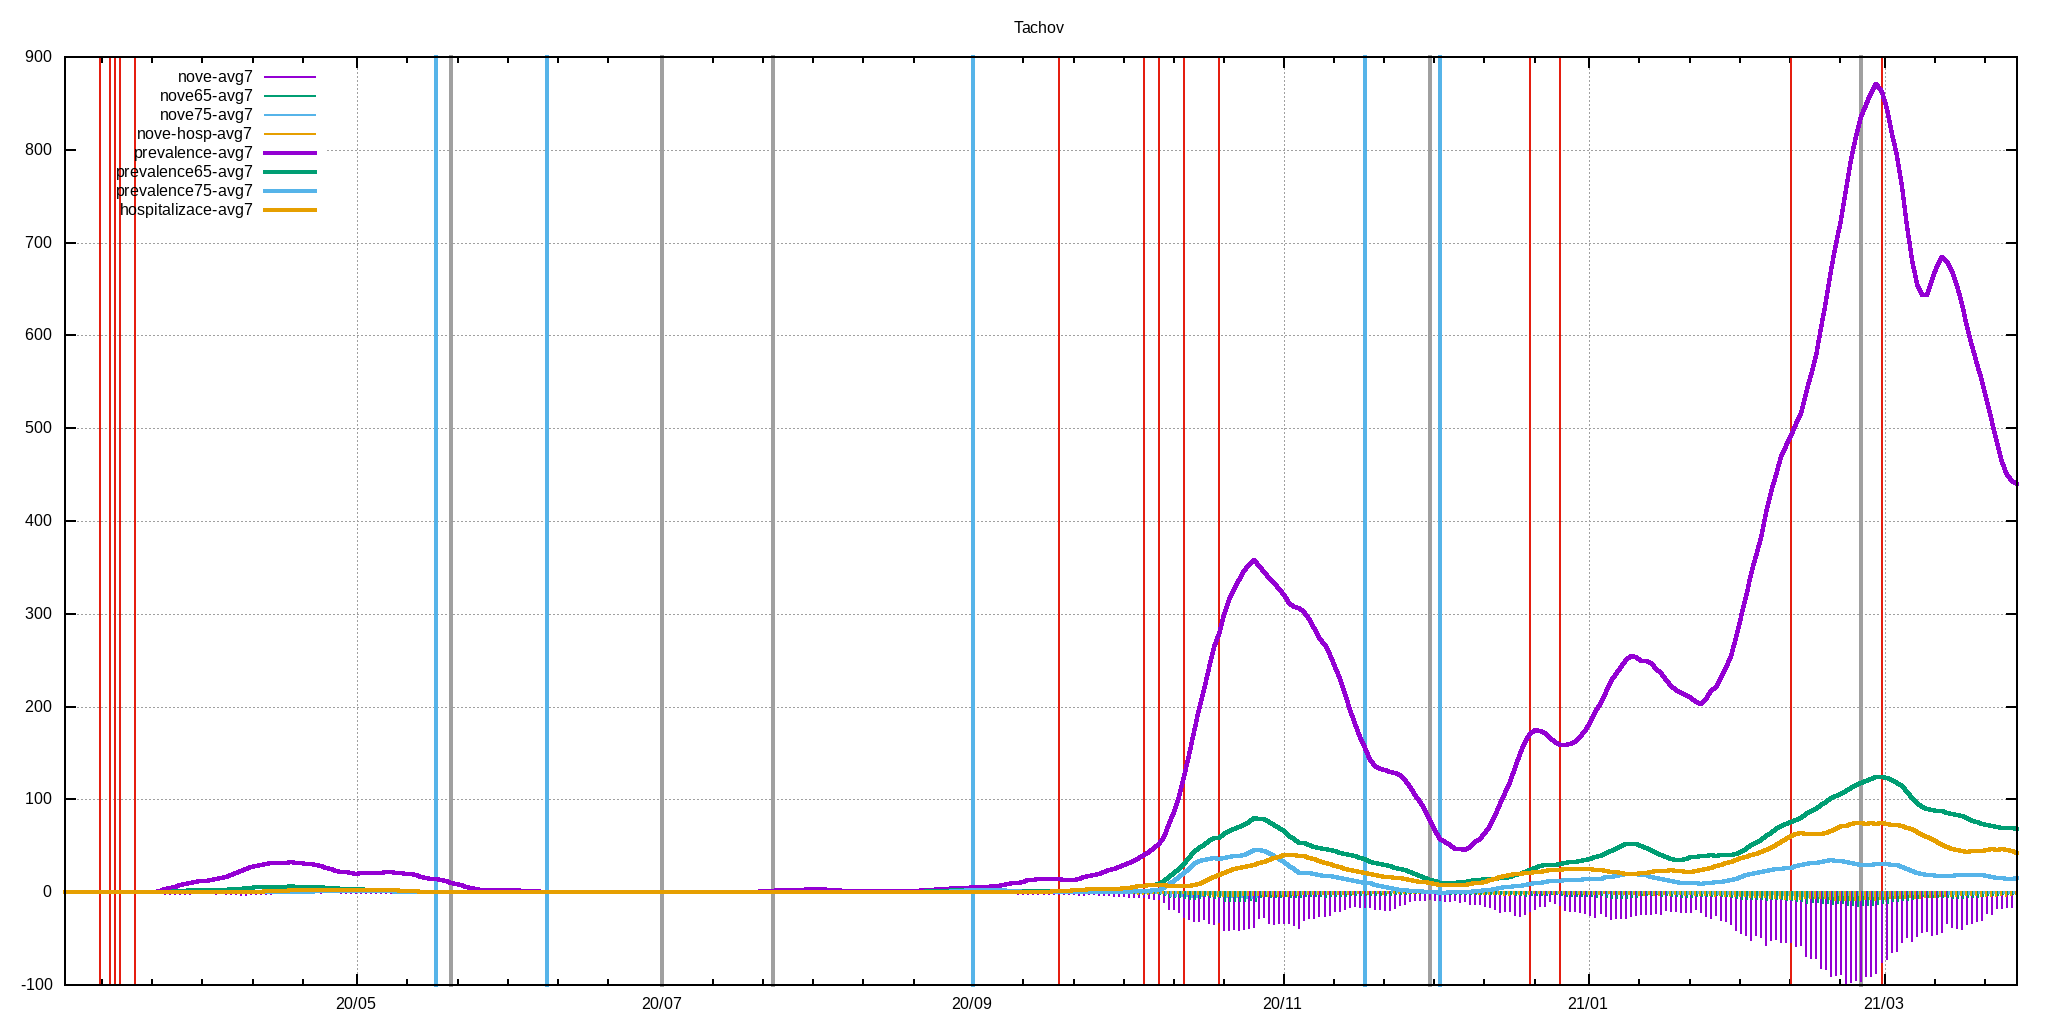 Tachov
900
800
700
600
500
400
300
200
100
0
-100
nove-avg7
nove65-avg7
nove75-avg7
nove-hosp-avg7
prevalence-avg7
prevalence65-avg7
prevalence75-avg7
hospitalizace-avg7
20/05 20/07 20/09 20/11 21/01 21/03